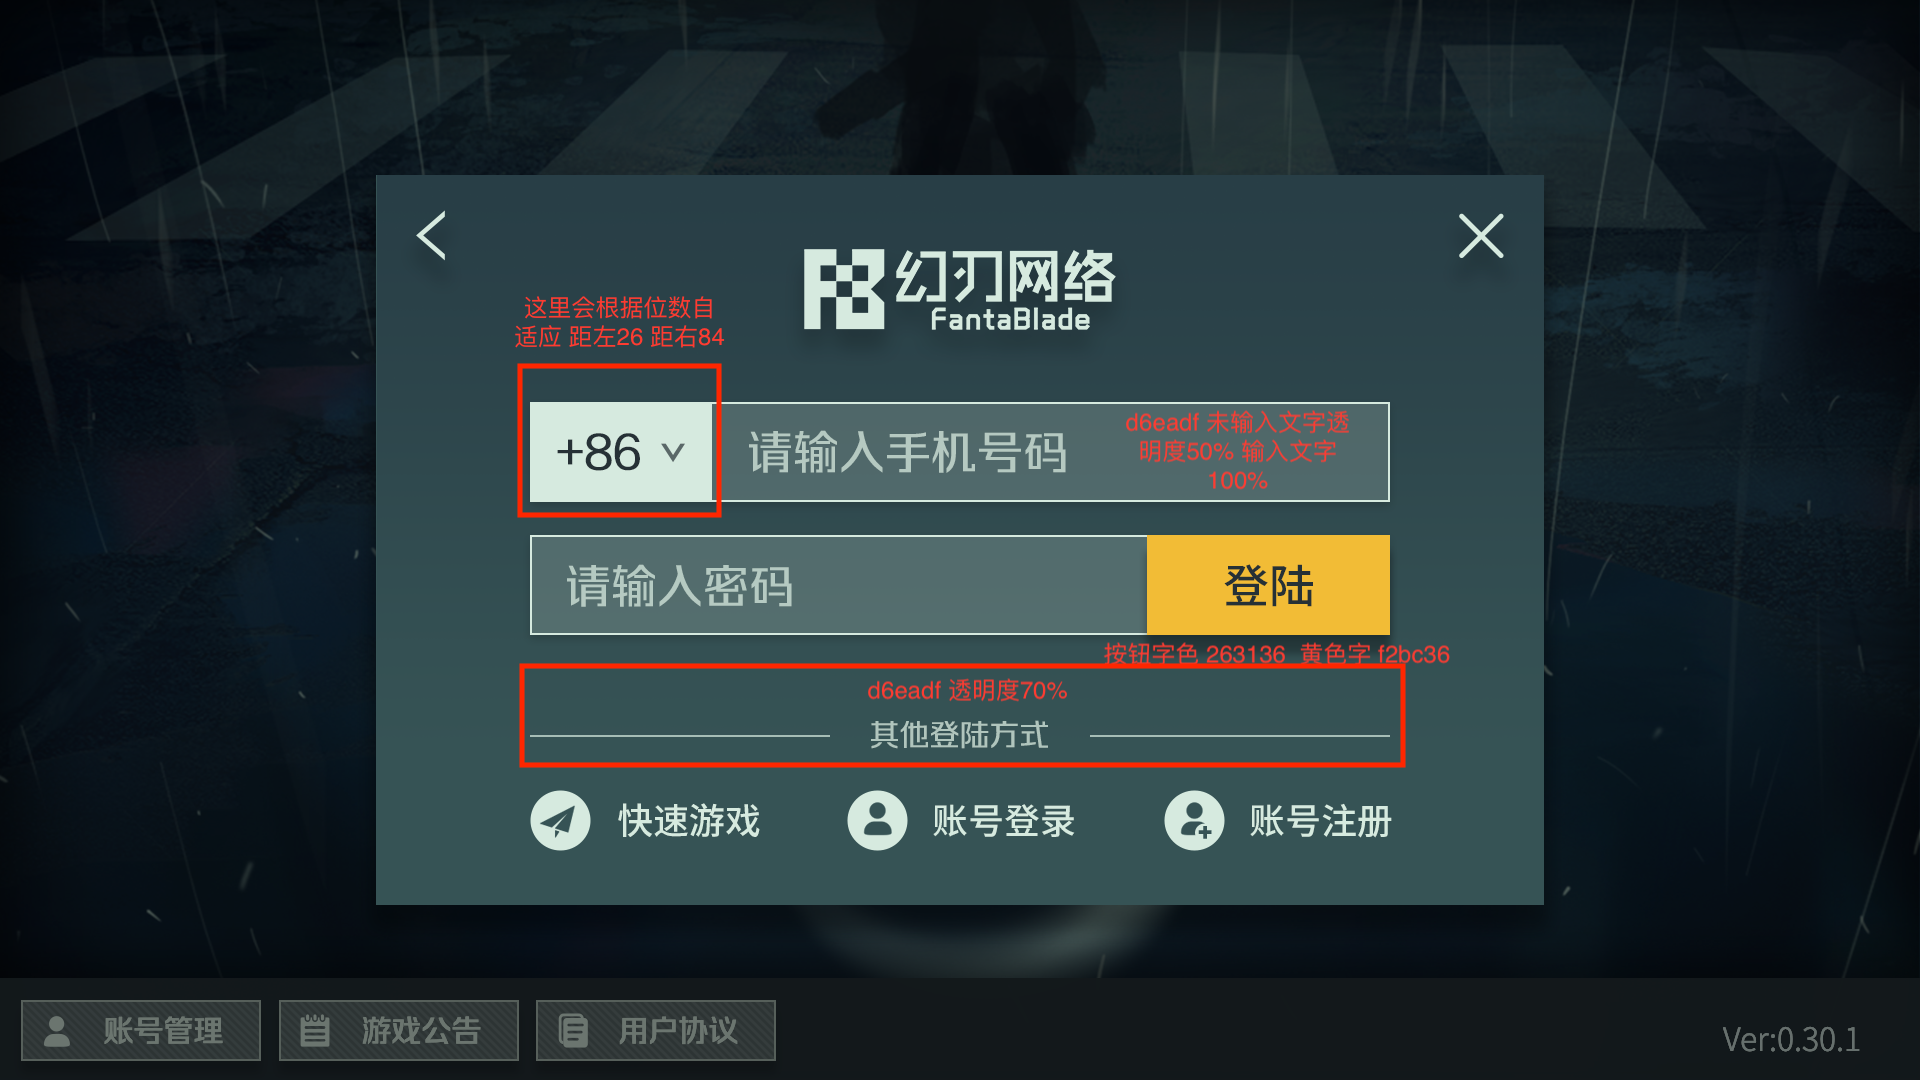 幻刃网络
FantaBlade
这里会根据位数自
适应 距左26 距右84
+86
请输入手机号码
d6eadf 未输入文字透
明度50% 输入文字
100%
请输入密码
登陆
按钮字色 263136 黄色字 f2bc36
d6eadf 透明度70%
其他登陆方式
快速游戏
账号登录
账号注册
账号管理
游戏公告
用户协议
Ver:0.30.1